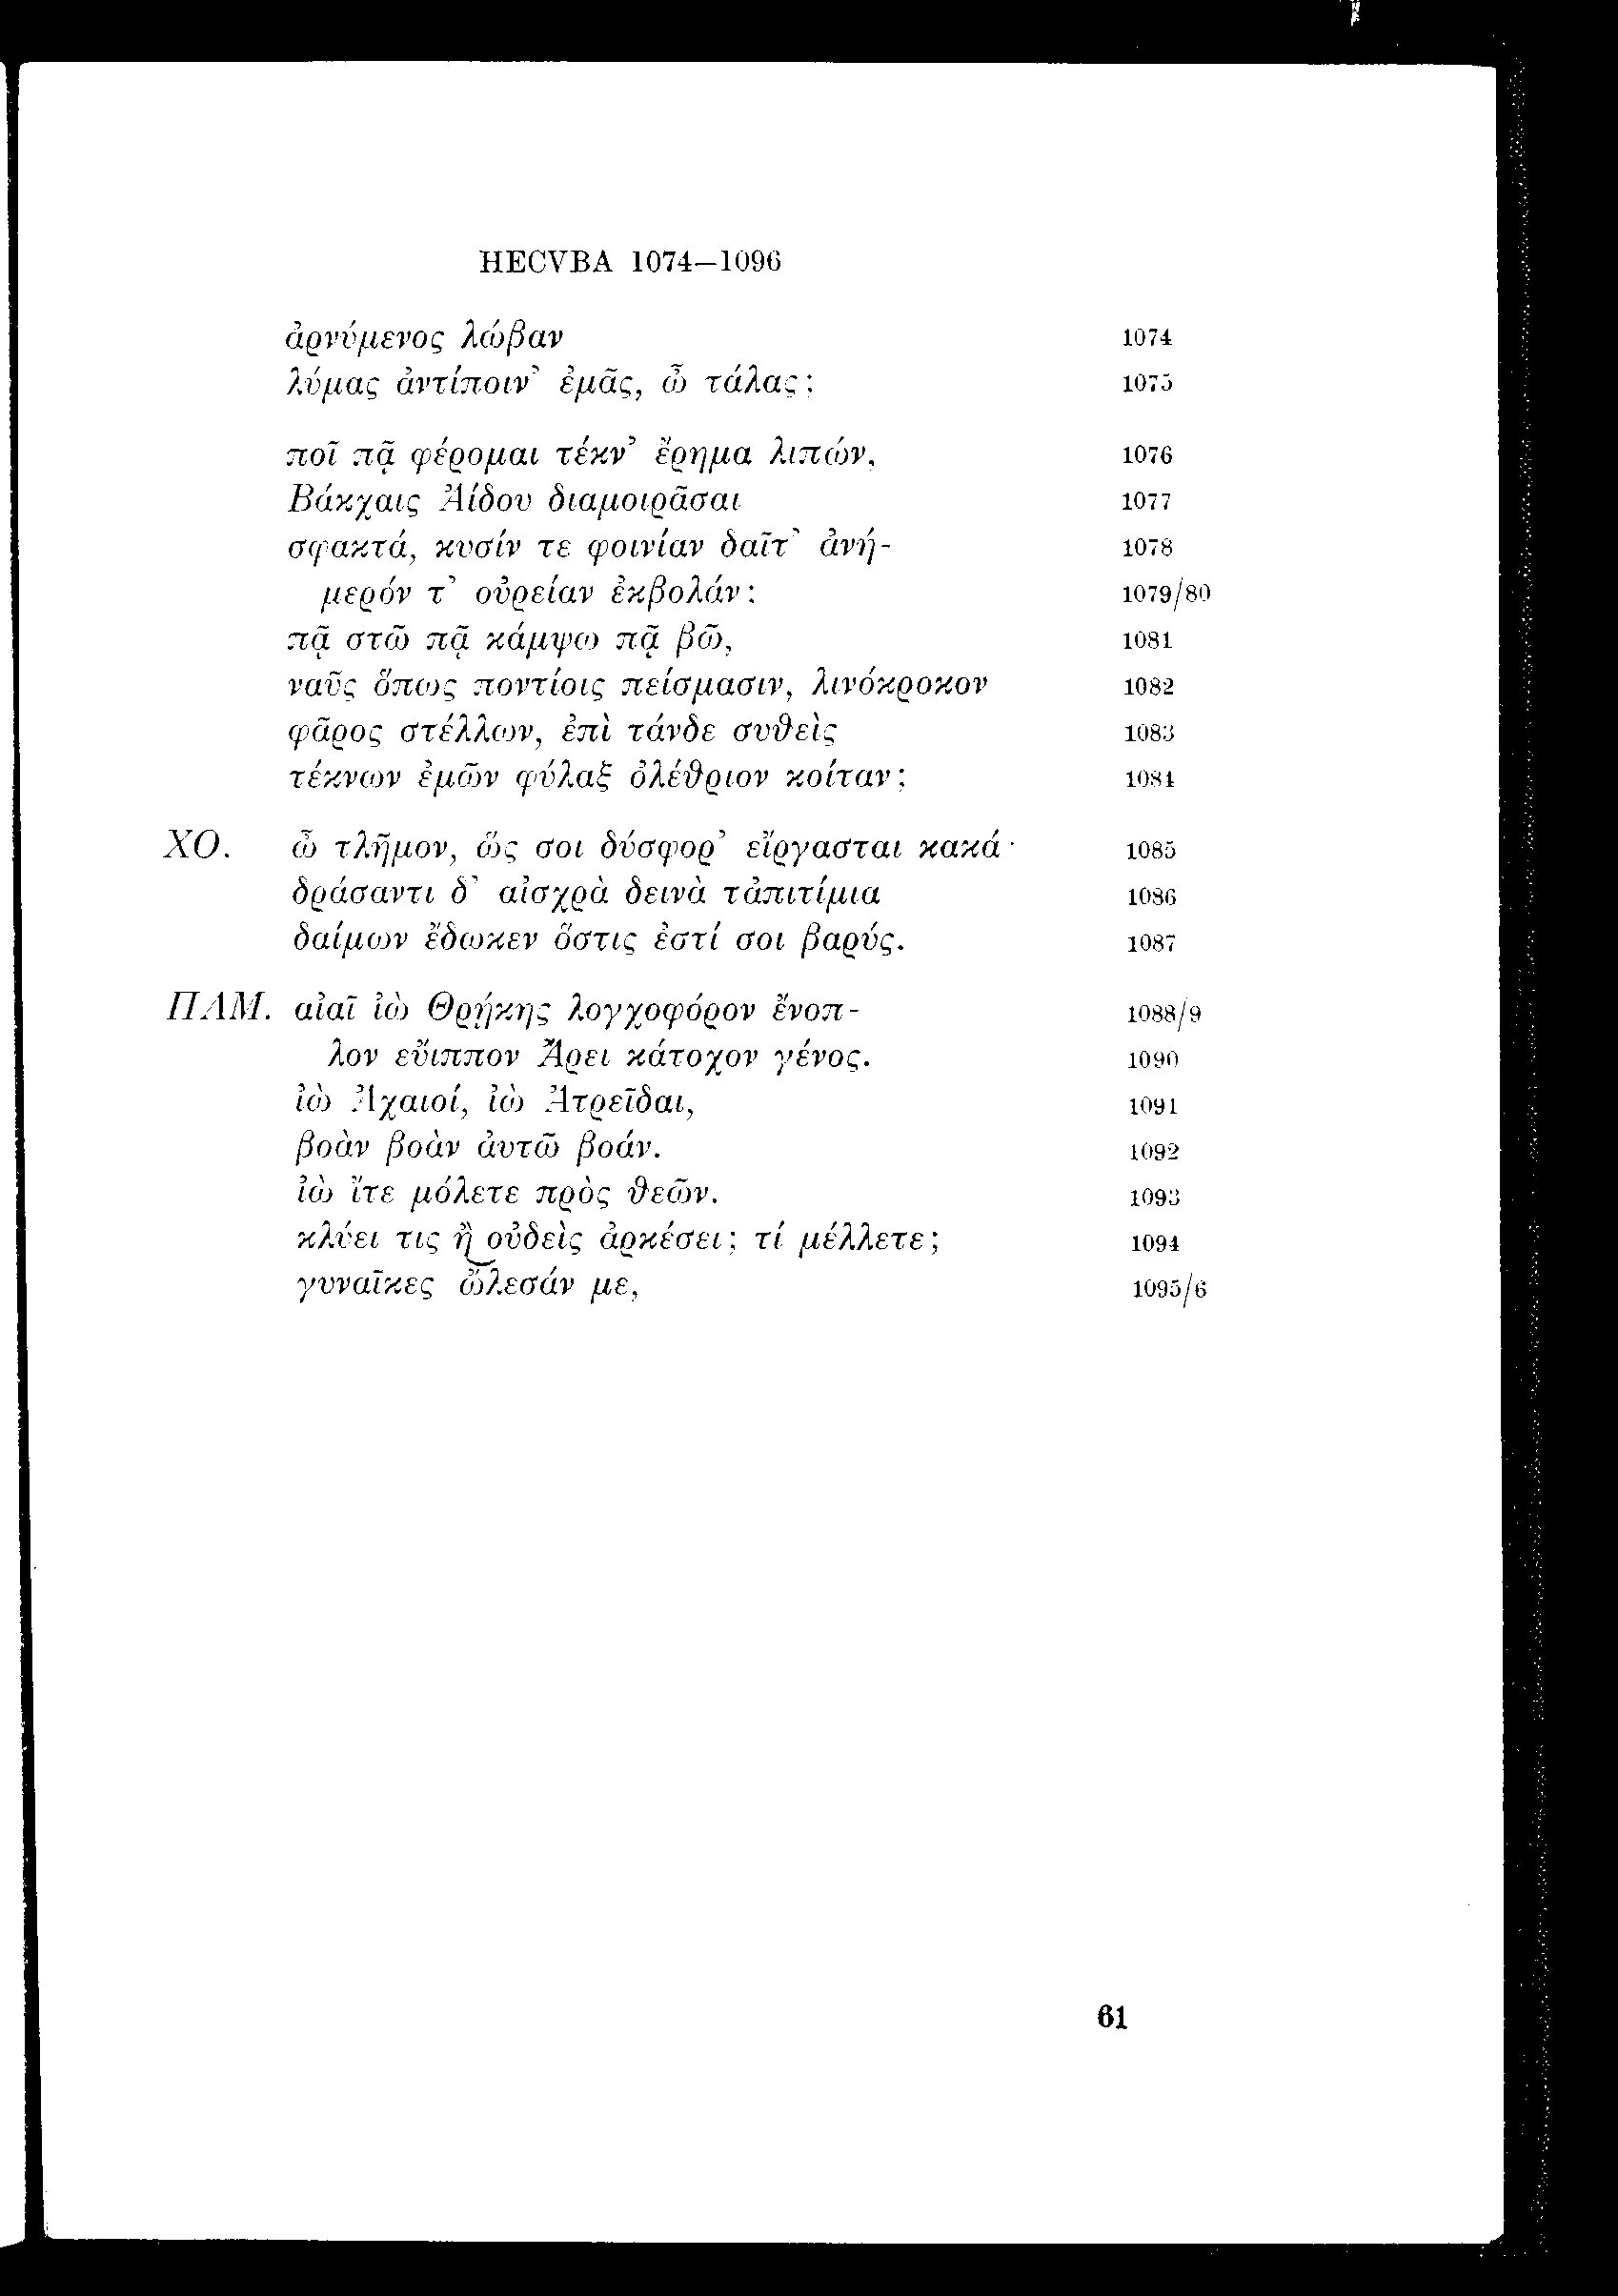 HECVBA 1074—1096
ἀρνύμενος λώβαν 1074
λύμας ἀντίποιν’ ἐμᾶς, ὦ τάλας; 1075
ποῖ πᾷ φέρομαι τέκν’ ἔρημα λιπών, 1076
Βάκχαις Ἅιδου διαμοιρᾶσαι 1077
σφακτά, κυσίν τε φοινίαν δαῖτ’ ἀνή- 1078
μερόν τ’ οὐρείαν ἐκβολάν; 1079/80
πᾷ στῶ πᾷ κάμψω πᾷ βῶ, 1081
ναῦς ὅπως ποντίοις πείσμασιν, λινόκροκον 1082
φᾶρος στέλλων, ἐπὶ τάνδε συθεὶς 1083
τέκνων ἐμῶν φύλαξ ὀλέθριον κοίταν; 1084
ΧΟ. ὦ τλῆμον, ὥς σοι δύσφορ’ εἴργασται κακά· 1085
δράσαντι δ’ αἰσχρὰ δεινὰ τἀπιτίμια 1086
δαίμων ἔδωκεν ὅστις ἐστί σοι βαρύς. 1087
ΠΛΜ. αἰαῖ ἰὼ Θρῄκης λογχοφόρον ἔνοπ- 1088/9
λον εὔιππον Ἄρει κάτοχον γένος. 1090
ἰὼ Ἀχαιοί, ἰὼ Ἀτρεῖδαι, 1091
βοὰν βοὰν ἀυτῶ βοάν. 1092
ἰὼ ἴτε μόλετε πρὸς θεῶν. 1093
κλύει τις ἢ‿οὐδεὶς ἀρκέσει; τί μέλλετε; 1094
γυναῖκες ὤλεσάν με, 1095/6
61